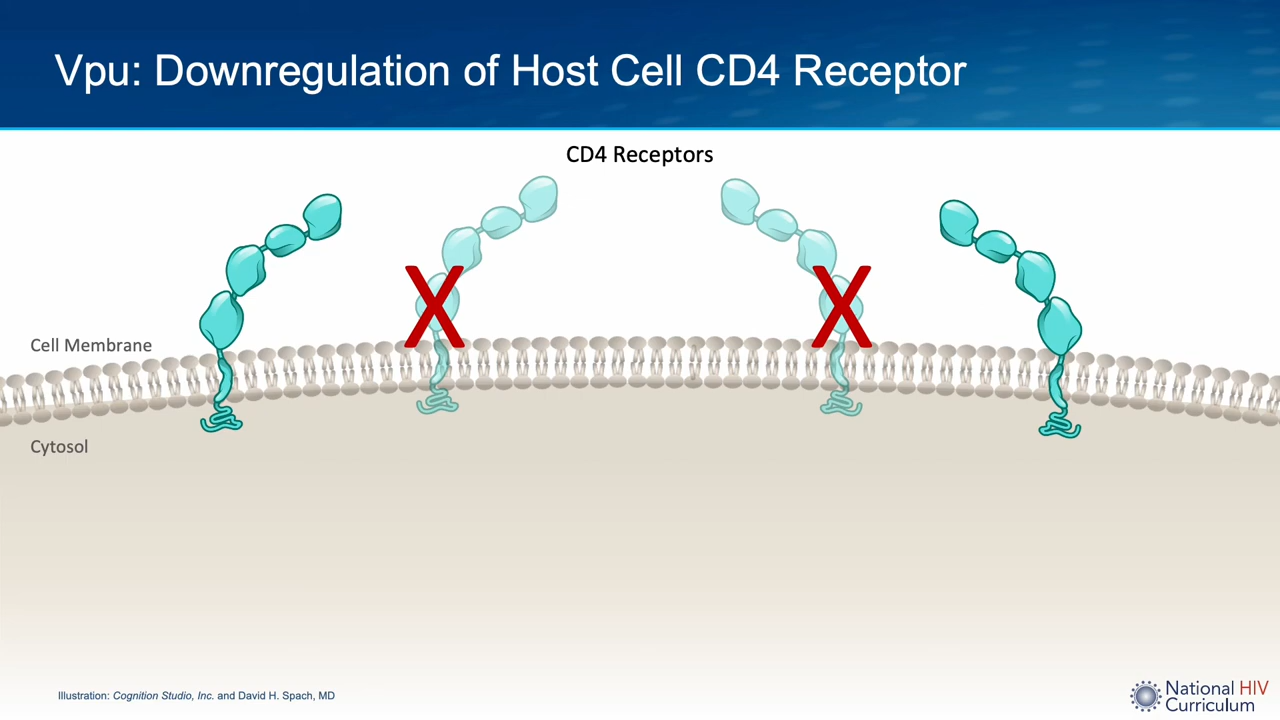 Vpu: Downregulation of Host Cell CD4 Receptor
CD4 Receptors
Cell Membrane
Cytosol
Illustration: Cognition Studio, Inc. and David H. Spach, MD
National HIV
Curriculum